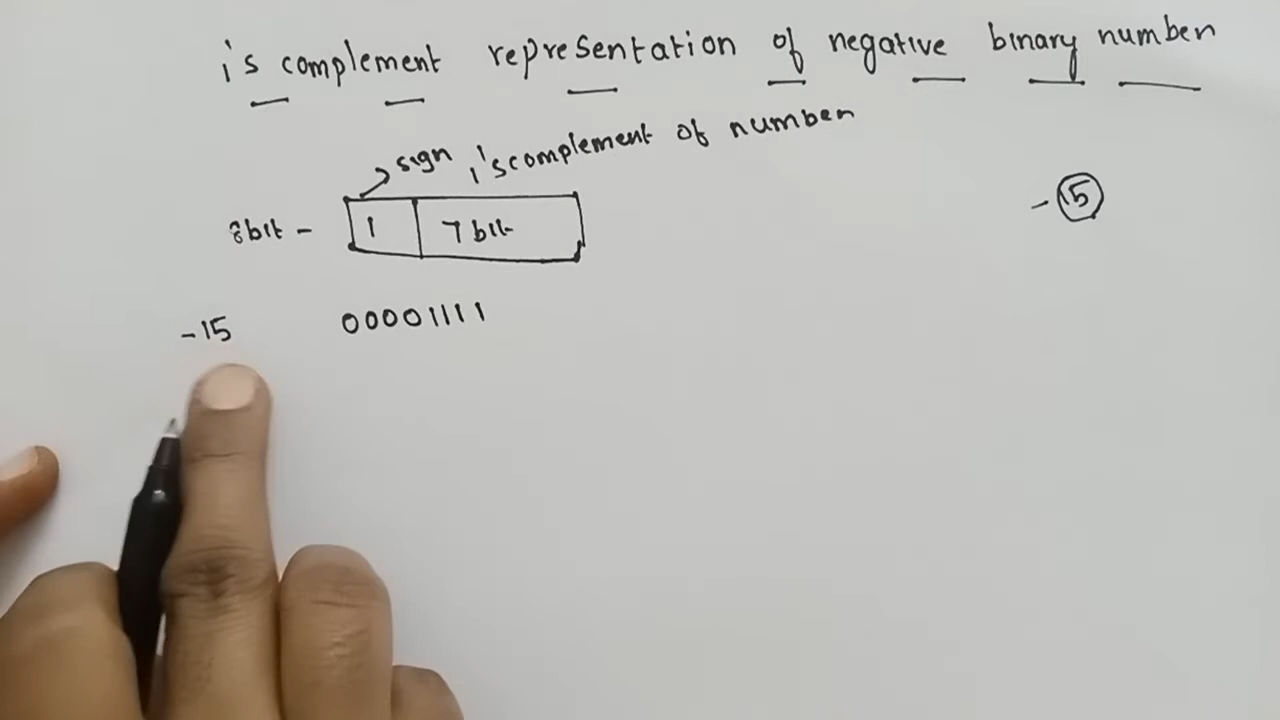 1's complement representation of negative binary number
sign 1's complement of number
8bit - 1 7 bit
- 15
-15 00001111